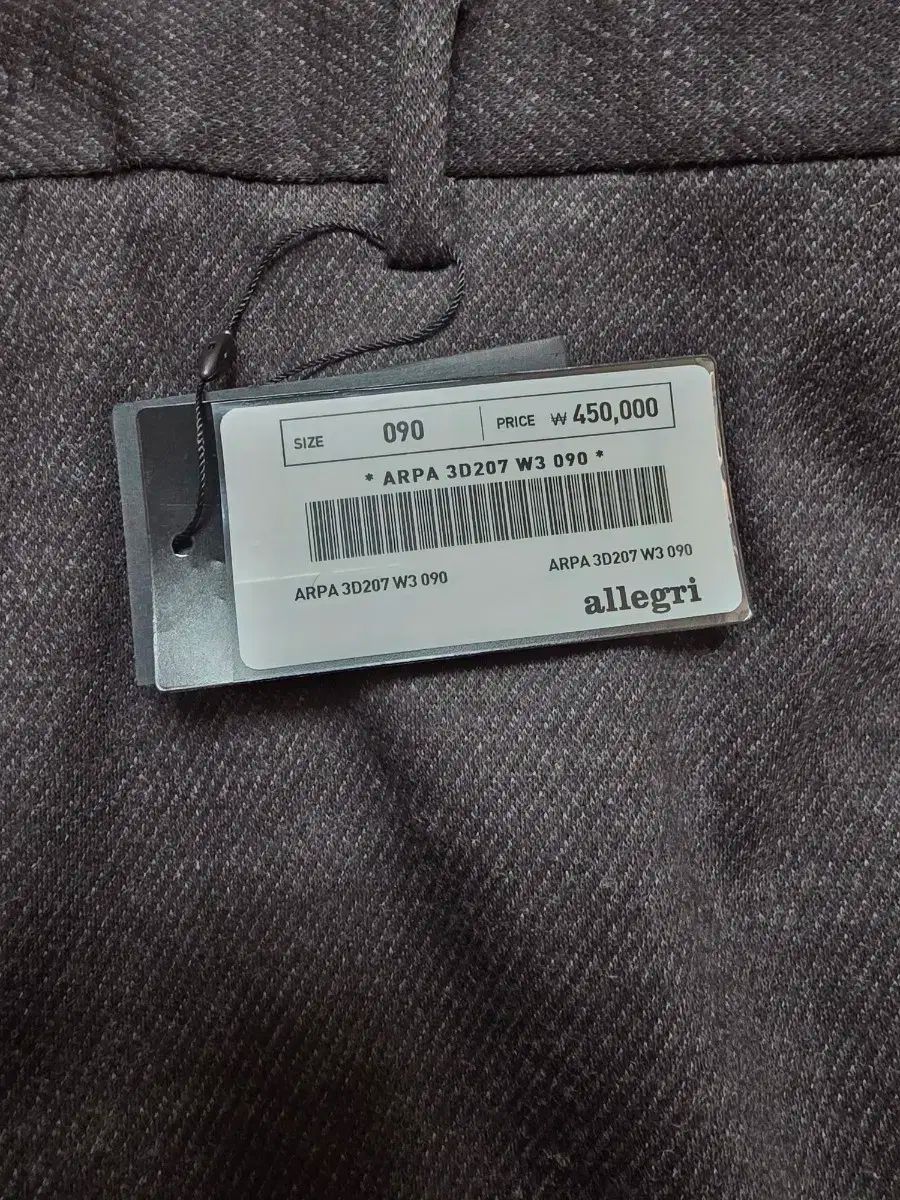 SIZE 090 PRICE ₩ 450,000
* ARPA 3D207 W3 090 *
ARPA 3D207 W3 090 ARPA 3D207 W3 090
allegri